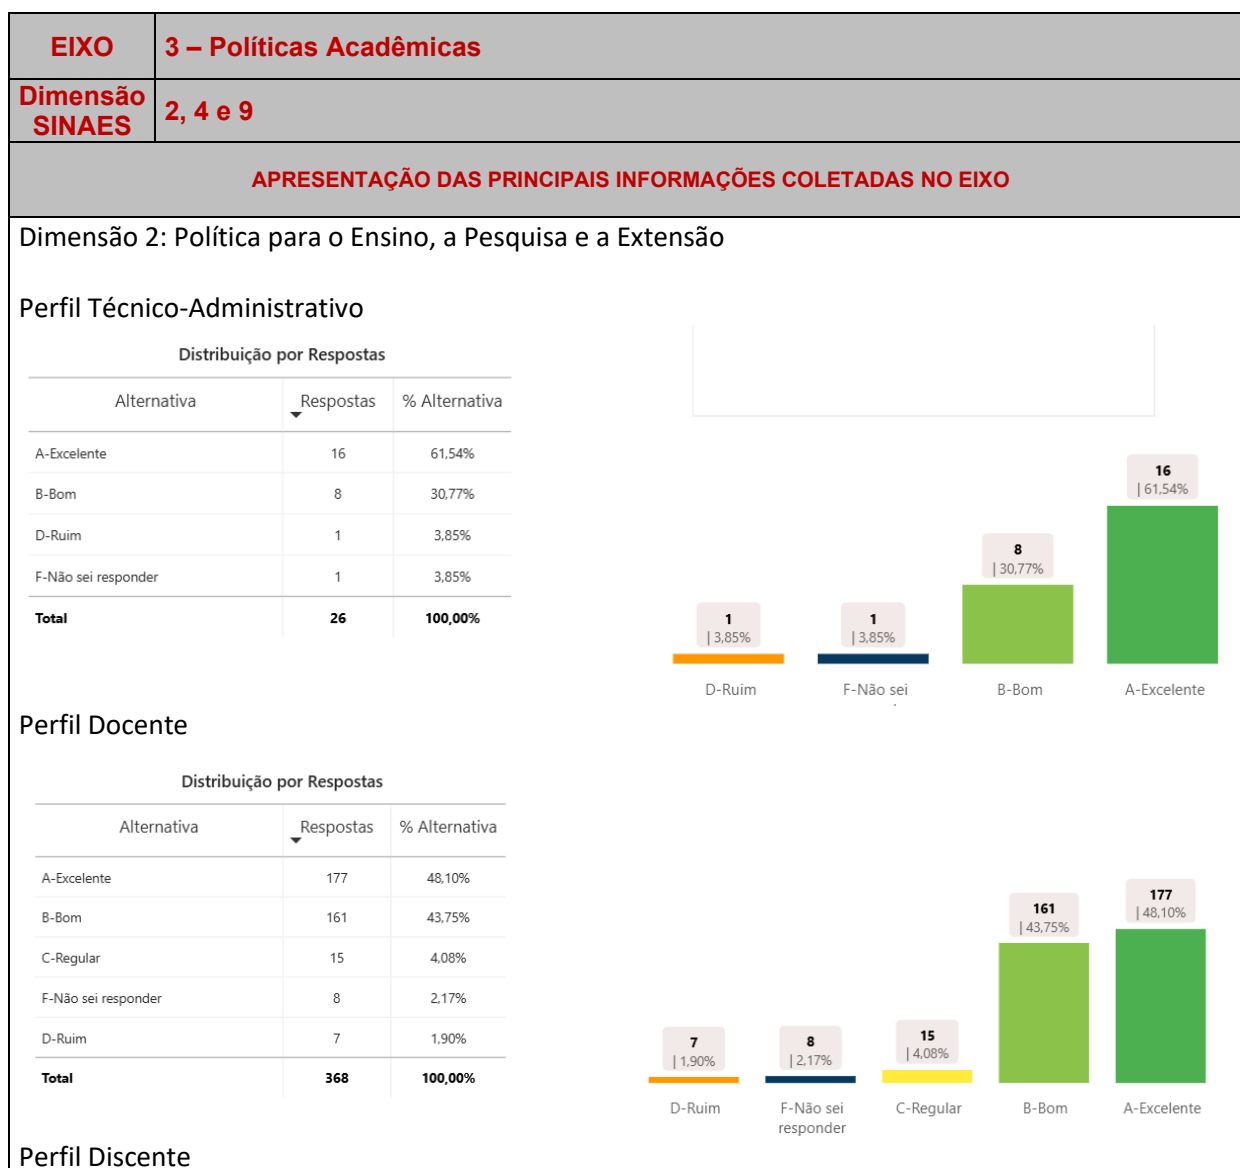 EIXO 3 – Políticas Acadêmicas
Dimensão SINAES 2, 4 e 9
APRESENTAÇÃO DAS PRINCIPAIS INFORMAÇÕES COLETADAS NO EIXO
Dimensão 2: Política para o Ensino, a Pesquisa e a Extensão
Perfil Técnico-Administrativo
Distribuição por Respostas
Alternativa Respostas % Alternativa
A-Excelente 16 61,54%
B-Bom 8 30,77%
D-Ruim 1 3,85%
F-Não sei responder 1 3,85%
Total 26 100,00%
16
| 61,54%
8
| 30,77%
1
| 3,85%
1
| 3,85%
D-Ruim F-Não sei B-Bom A-Excelente
Perfil Docente
Distribuição por Respostas
Alternativa Respostas % Alternativa
A-Excelente 177 48,10%
B-Bom 161 43,75%
C-Regular 15 4,08%
F-Não sei responder 8 2,17%
D-Ruim 7 1,90%
Total 368 100,00%
177
| 48,10%
161
| 43,75%
15
| 4,08%
8
| 2,17%
7
| 1,90%
D-Ruim F-Não sei responder C-Regular B-Bom A-Excelente
Perfil Discente